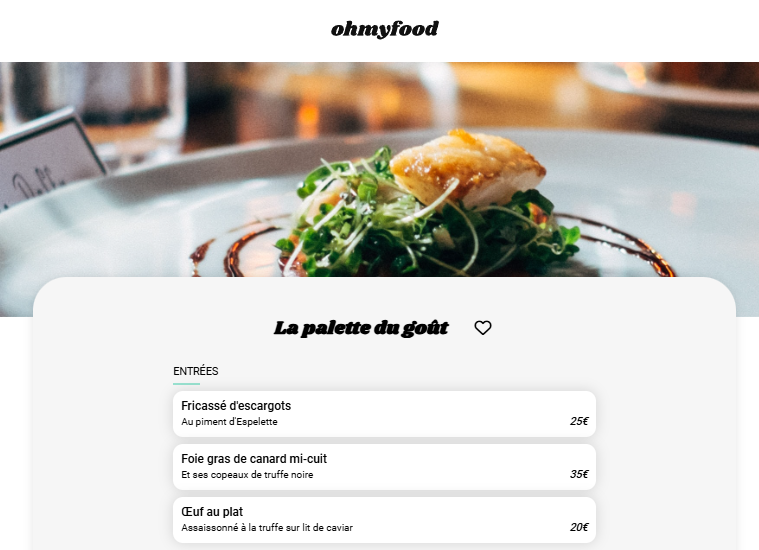 ohmyfood
La palette du goût
ENTRÉES
Fricassé d'escargots
Au piment d'Espelette
25€
Foie gras de canard mi-cuit
Et ses copeaux de truffe noire
35€
Œuf au plat
Assaissonné à la truffe sur lit de caviar
20€